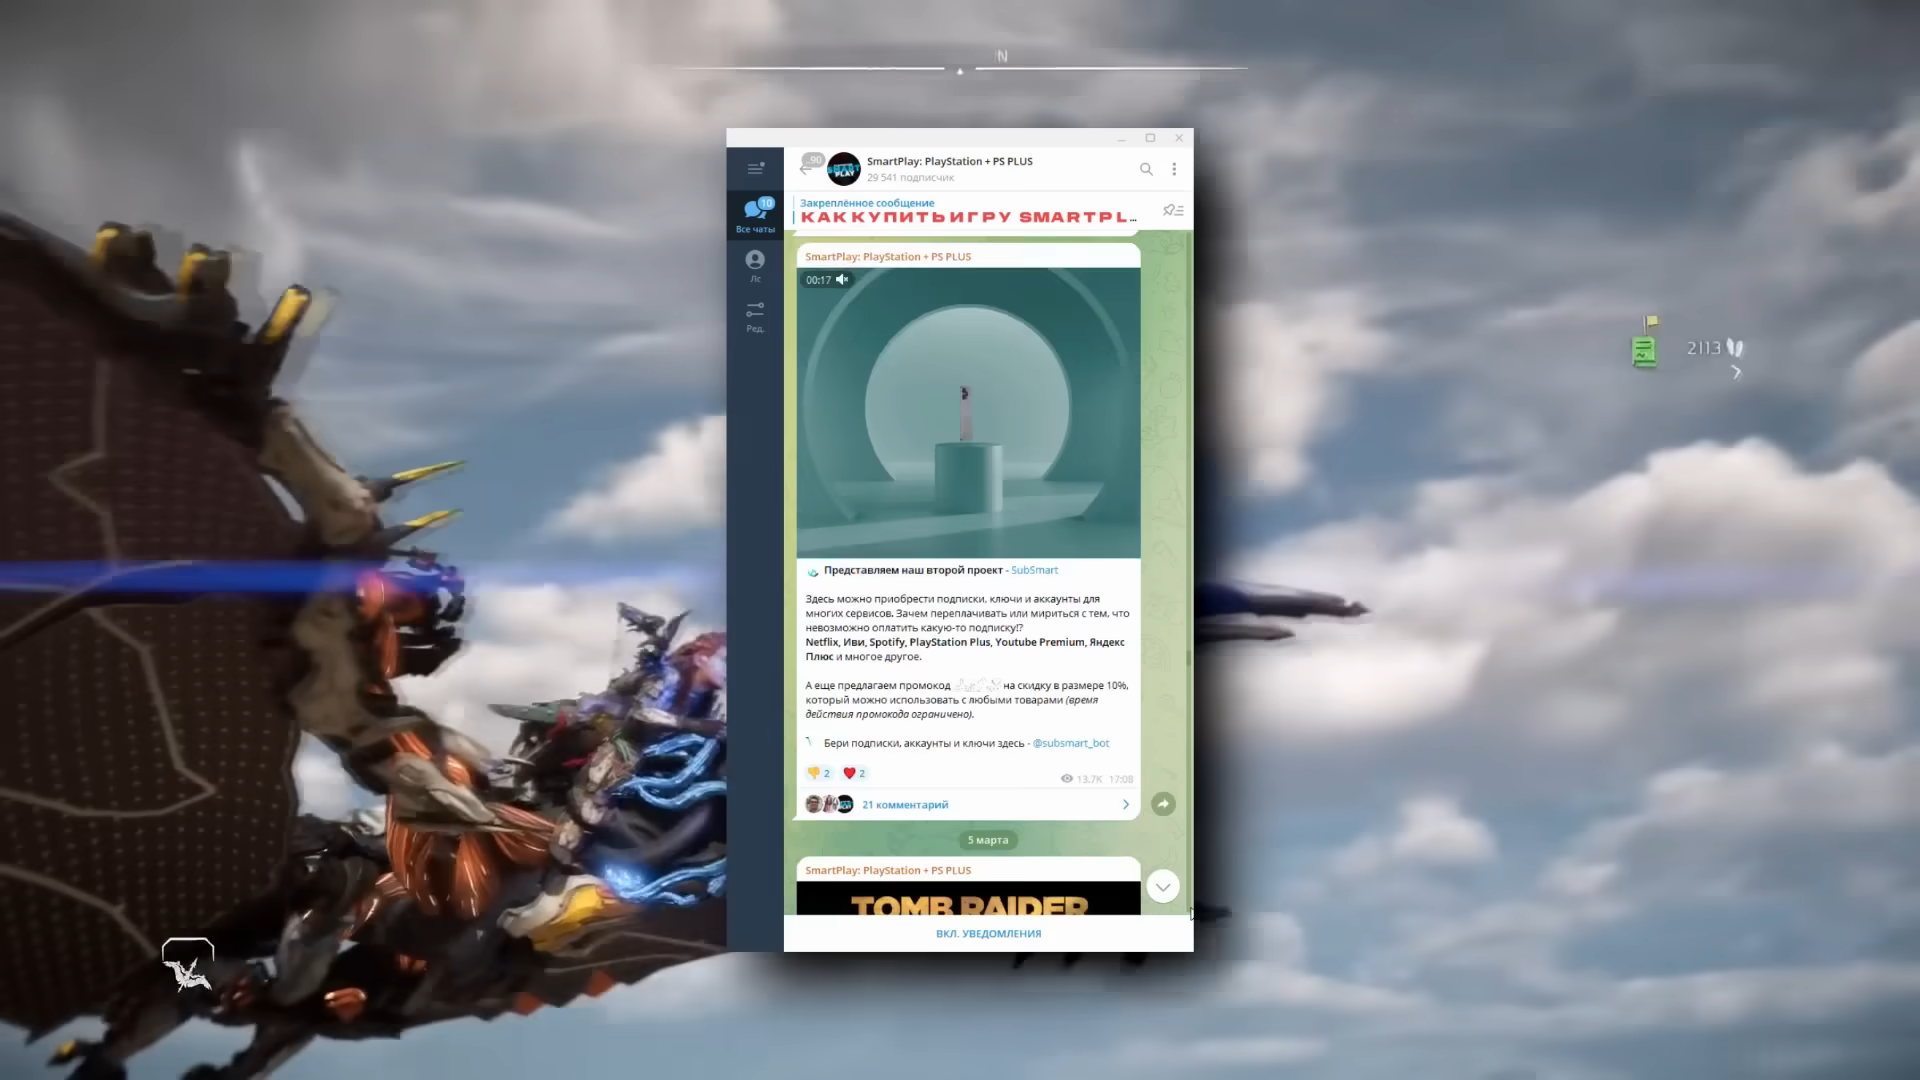 N
90
SMART
PLAY
SmartPlay: PlayStation + PS PLUS
29 541 подписчик
10
Все чаты
Лс
Ред.
Закреплённое сообщение
КАК КУПИТЬ ИГРУ SMARTPL...
SmartPlay: PlayStation + PS PLUS
00:17
Представляем наш второй проект - SubSmart
Здесь можно приобрести подписки, ключи и аккаунты для
многих сервисов. Зачем переплачивать или мириться с тем, что
невозможно оплатить какую-то подписку!?
Netflix, Иви, Spotify, PlayStation Plus, Youtube Premium, Яндекс
Плюс и многое другое.
А еще предлагаем промокод на скидку в размере 10%,
который можно использовать с любыми товарами (время
действия промокода ограничено).
Бери подписки, аккаунты и ключи здесь - @subsmart_bot
2 2
13.7K 17:08
21 комментарий
5 марта
SmartPlay: PlayStation + PS PLUS
TOMB RAIDER
ВКЛ. УВЕДОМЛЕНИЯ
2113